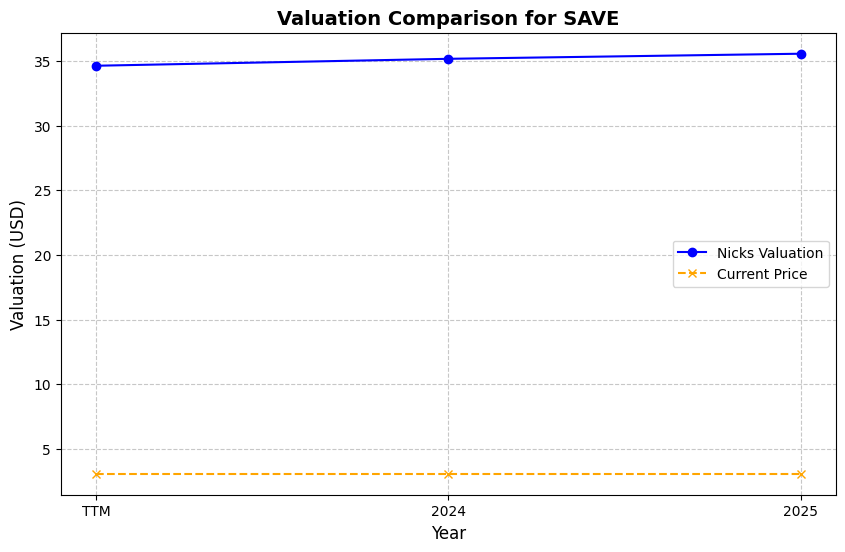 Valuation Comparison for SAVE
Valuation (USD)
35
30
25
20
15
10
5
Nicks Valuation
Current Price
TTM
2024
2025
Year